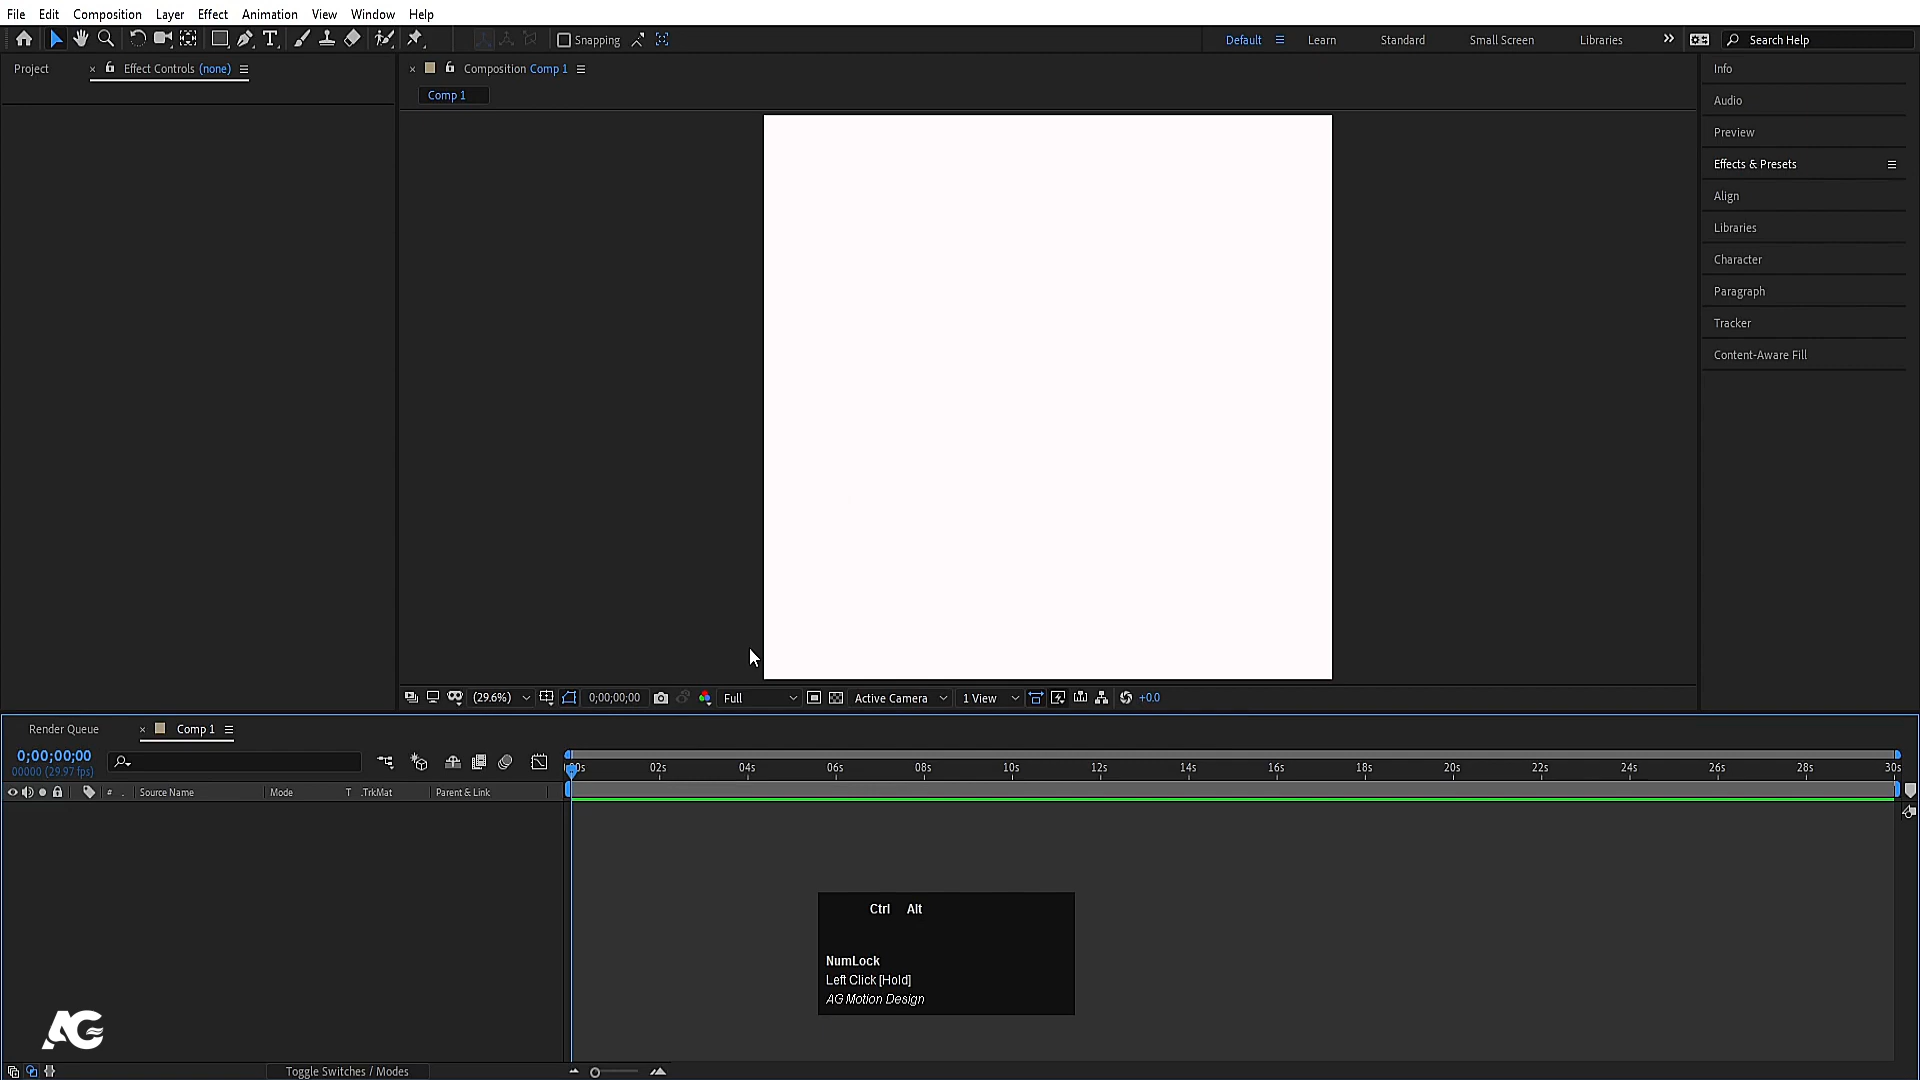 File Edit Composition Layer Effect Animation View Window Help
Snapping Default Learn Standard Small Screen Libraries Search Help
Project Effect Controls (none) Composition Comp 1 Info
Comp 1
Audio
Preview
Effects & Presets
Align
Libraries
Character
Paragraph
Tracker
Content-Aware Fill
(29.6%) 0;00;00;00 Full Active Camera 1 View +0.0
Render Queue Comp 1
0;00;00;00
00000 (29.97 fps)
00s 02s 04s 06s 08s 10s 12s 14s 16s 18s 20s 22s 24s 26s 28s 30s
# . Source Name Mode T .TrkMat Parent & Link
Ctrl Alt
NumLock
Left Click [Hold]
AG Motion Design
AG
Toggle Switches / Modes